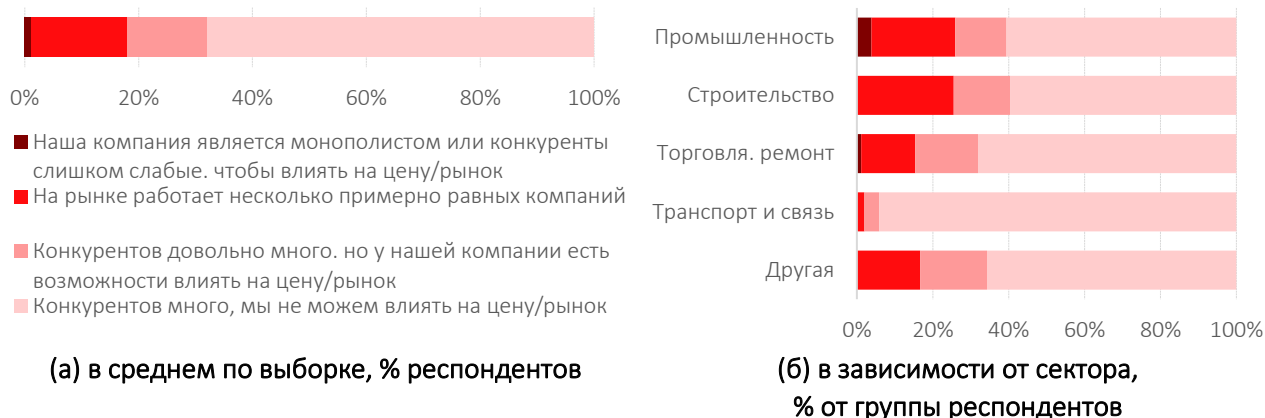 0%
20%
40%
60%
80%
100%
Наша компания является монополистом или конкуренты
слишком слабые. чтобы влиять на цену/рынок
На рынке работает несколько примерно равных компаний
Конкурентов довольно много. но у нашей компании есть
возможности влиять на цену/рынок
Конкурентов много, мы не можем влиять на цену/рынок
(а) в среднем по выборке, % респондентов
Промышленность
Строительство
Торговля. ремонт
Транспорт и связь
Другая
0%
20%
40%
60%
80%
100%
(б) в зависимости от сектора,
% от группы респондентов